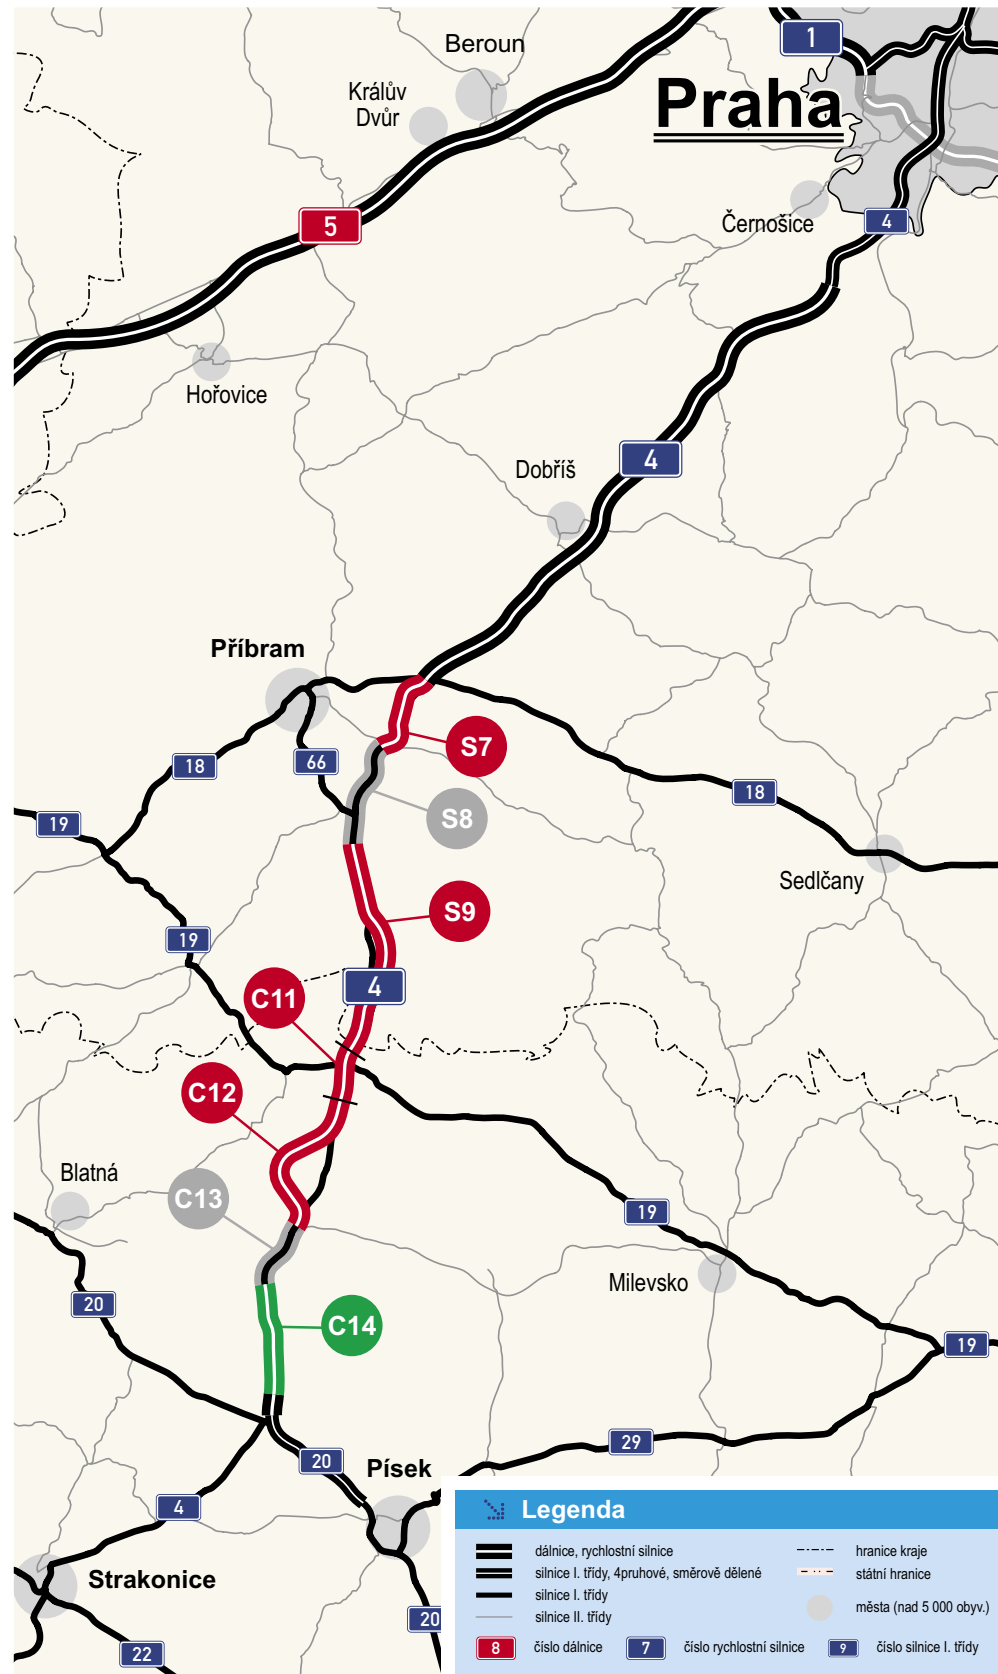 1
Beroun
Králův
Dvůr
Praha
5
Černošice
4
Hořovice
4
Dobříš
Příbram
S7
18
66
18
19
S8
Sedlčany
S9
19
4
C11
C12
Blatná
C13
19
Milevsko
20
C14
19
29
20
Písek
4
Strakonice
20
22
Legenda
dálnice, rychlostní silnice
silnice I. třídy, 4pruhové, směrově dělené
silnice I. třídy
silnice II. třídy
hranice kraje
státní hranice
města (nad 5 000 obyv.)
8 číslo dálnice 7 číslo rychlostní silnice 9 číslo silnice I. třídy